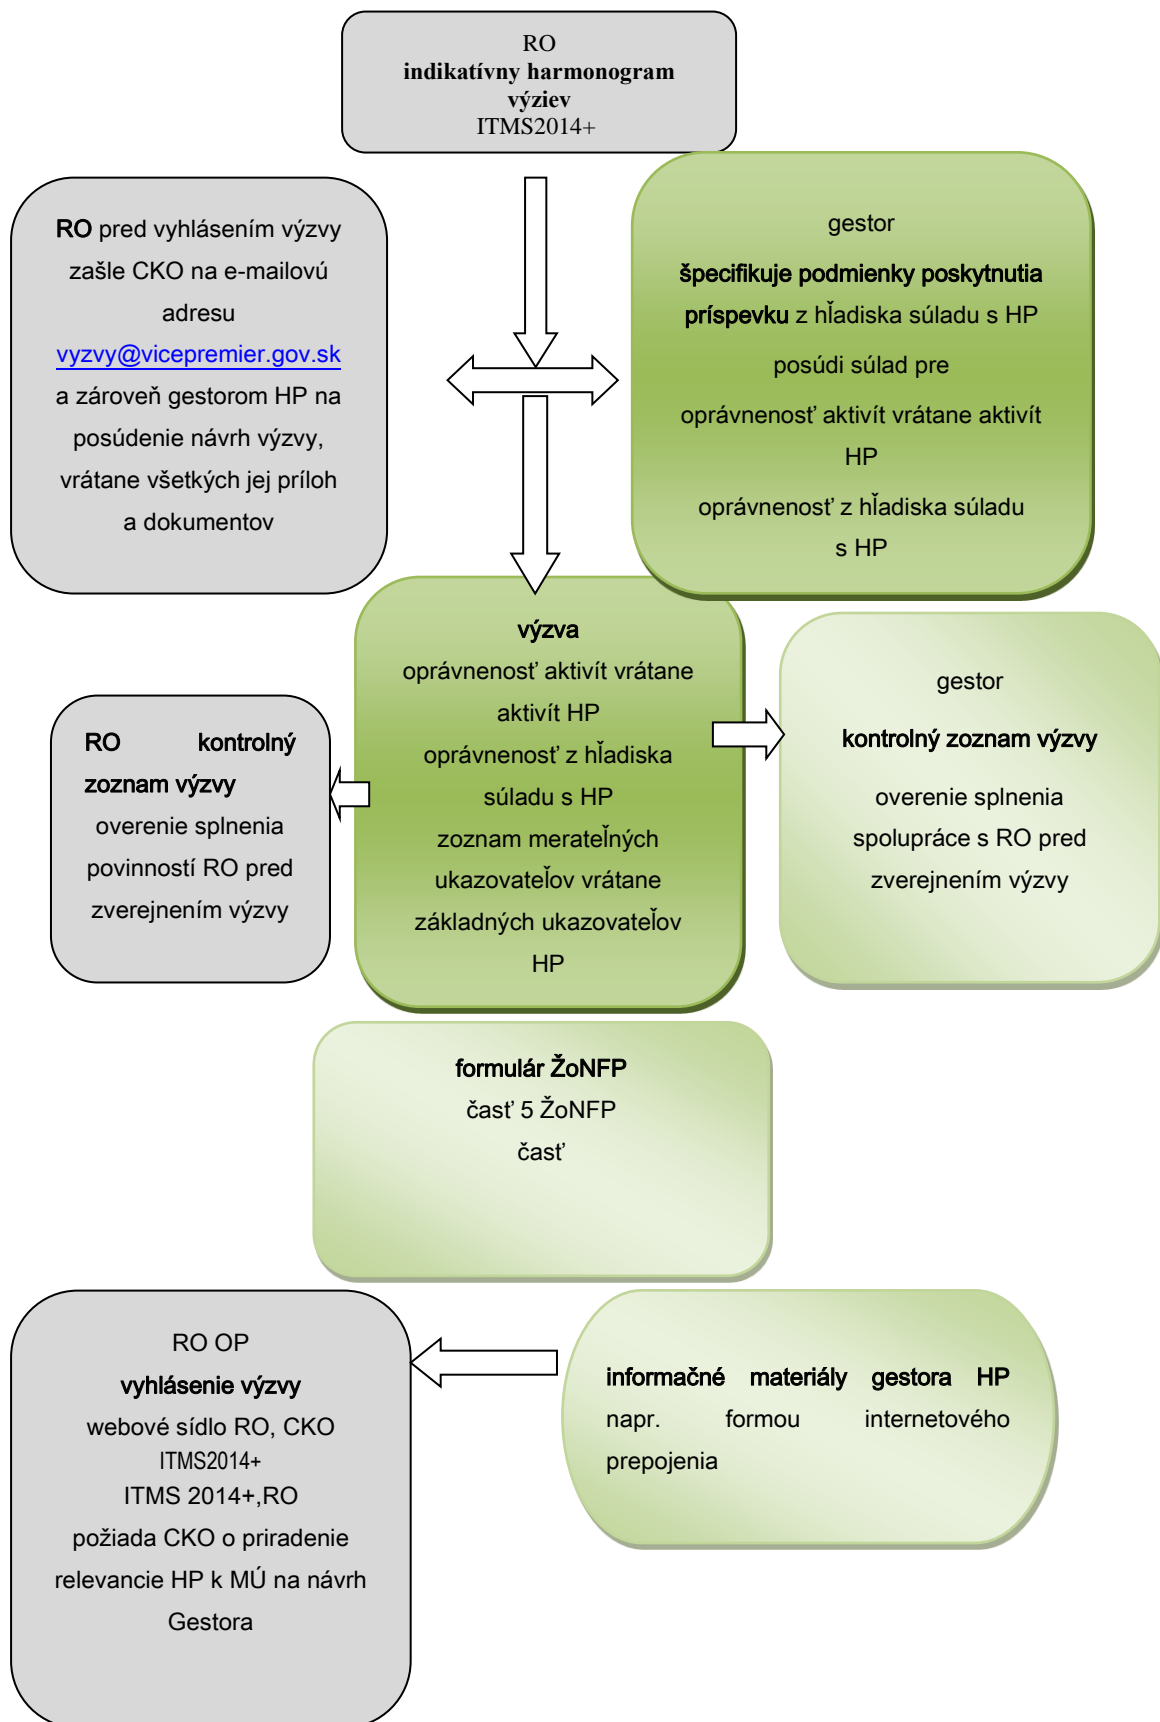 RO
indikatívny harmonogram
výziev
ITMS2014+
RO pred vyhlásením výzvy
zašle CKO na e-mailovú
adresu
vyzvy@vicepremier.gov.sk
a zároveň gestorom HP na
posúdenie návrh výzvy,
vrátane všetkých jej príloh
a dokumentov
gestor
špecifikuje podmienky poskytnutia
príspevku z hľadiska súladu s HP
posúdi súlad pre
oprávnenosť aktivít vrátane aktivít
HP
oprávnenosť z hľadiska súladu
s HP
výzva
oprávnenosť aktivít vrátane
aktivít HP
oprávnenosť z hľadiska
súladu s HP
zoznam merateľných
ukazovateľov vrátane
základných ukazovateľov
HP
RO kontrolný
zoznam výzvy
overenie splnenia
povinností RO pred
zverejnením výzvy
gestor
kontrolný zoznam výzvy
overenie splnenia
spolupráce s RO pred
zverejnením výzvy
formulár ŽoNFP
časť 5 ŽoNFP
časť
RO OP
vyhlásenie výzvy
webové sídlo RO, CKO
ITMS2014+
ITMS 2014+,RO
požiada CKO o priradenie
relevancie HP k MÚ na návrh
Gestora
informačné materiály gestora HP
napr. formou internetového
prepojenia